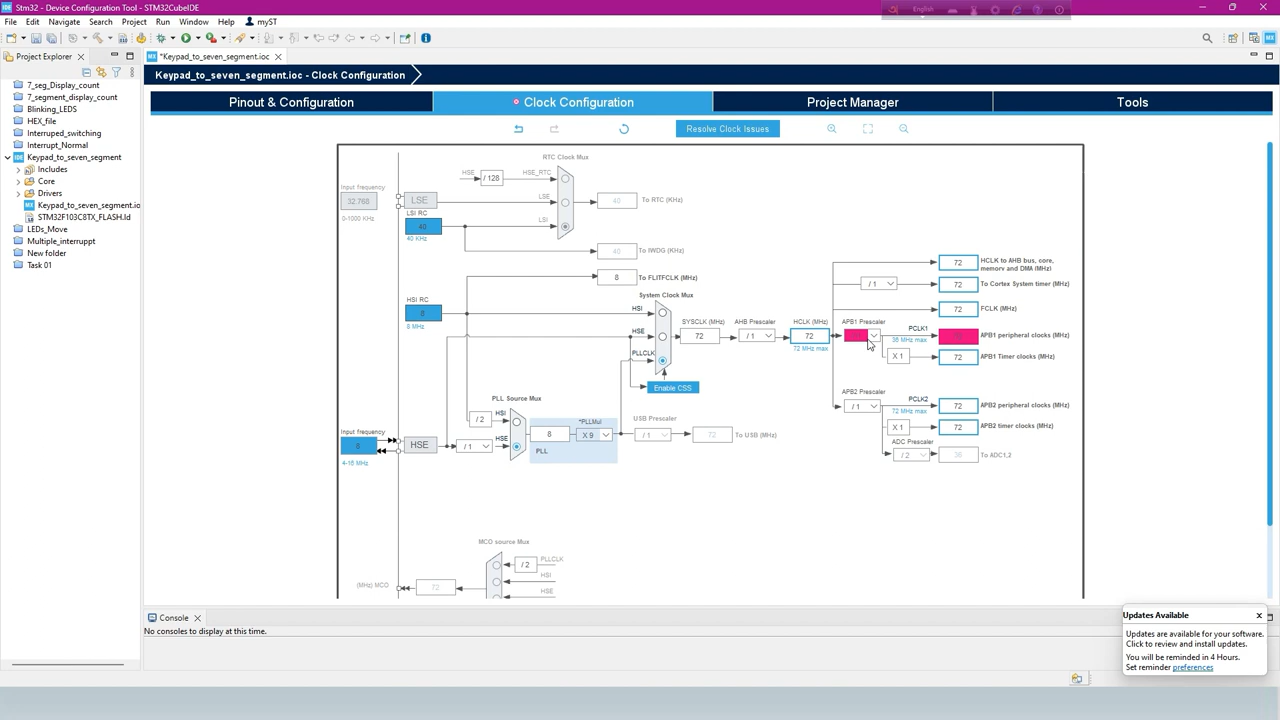 Stm32 - Device Configuration Tool - STM32CubeIDE
English
File Edit Navigate Search Project Run Window Help myST
Project Explorer
*Keypad_to_seven_segment.ioc
Keypad_to_seven_segment.ioc - Clock Configuration
7_seg_Display_count
7_segment_display_count
Blinking_LEDS
HEX_file
Interruped_switching
Interrupt_Normal
Keypad_to_seven_segment
Includes
Core
Drivers
Keypad_to_seven_segment.io
STM32F103C8TX_FLASH.ld
LEDs_Move
Multiple_interruppt
New folder
Task 01
Pinout & Configuration
Clock Configuration
Project Manager
Tools
Resolve Clock Issues
RTC Clock Mux
HSE
/ 128
HSE_RTC
Input frequency
32.768
0-1000 KHz
LSE
LSE
40
To RTC (KHz)
LSI RC
40
40 KHz
LSI
40
To IWDG (KHz)
8
To FLITFCLK (MHz)
System Clock Mux
HSI RC
8
8 MHz
HSI
HSE
PLLCLK
SYSCLK (MHz)
72
AHB Prescaler
/ 1
HCLK (MHz)
72
72 MHz max
Enable CSS
72
HCLK to AHB bus, core,
memory and DMA (MHz)
/ 1
72
To Cortex System timer (MHz)
72
FCLK (MHz)
APB1 Prescaler
PCLK1
36 MHz max
APB1 peripheral clocks (MHz)
X 1
72
APB1 Timer clocks (MHz)
APB2 Prescaler
/ 1
PCLK2
72 MHz max
72
APB2 peripheral clocks (MHz)
X 1
72
APB2 timer clocks (MHz)
ADC Prescaler
/ 2
36
To ADC1,2
PLL Source Mux
/ 2
HSI
Input frequency
8
4-16 MHz
HSE
/ 1
HSE
8
*PLLMul
X 9
PLL
USB Prescaler
/ 1
72
To USB (MHz)
MCO source Mux
PLLCLK
/ 2
HSI
HSE
(MHz) MCO
72
Console
No consoles to display at this time.
Updates Available
Updates are available for your software.
Click to review and install updates.
You will be reminded in 4 Hours.
Set reminder preferences